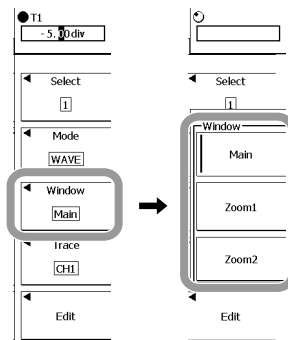 T1
-5.00div
Select
1
Mode
WAVE
Window
Main
Trace
CH1
Edit
Select
1
Window
Main
Zoom1
Zoom2
Edit